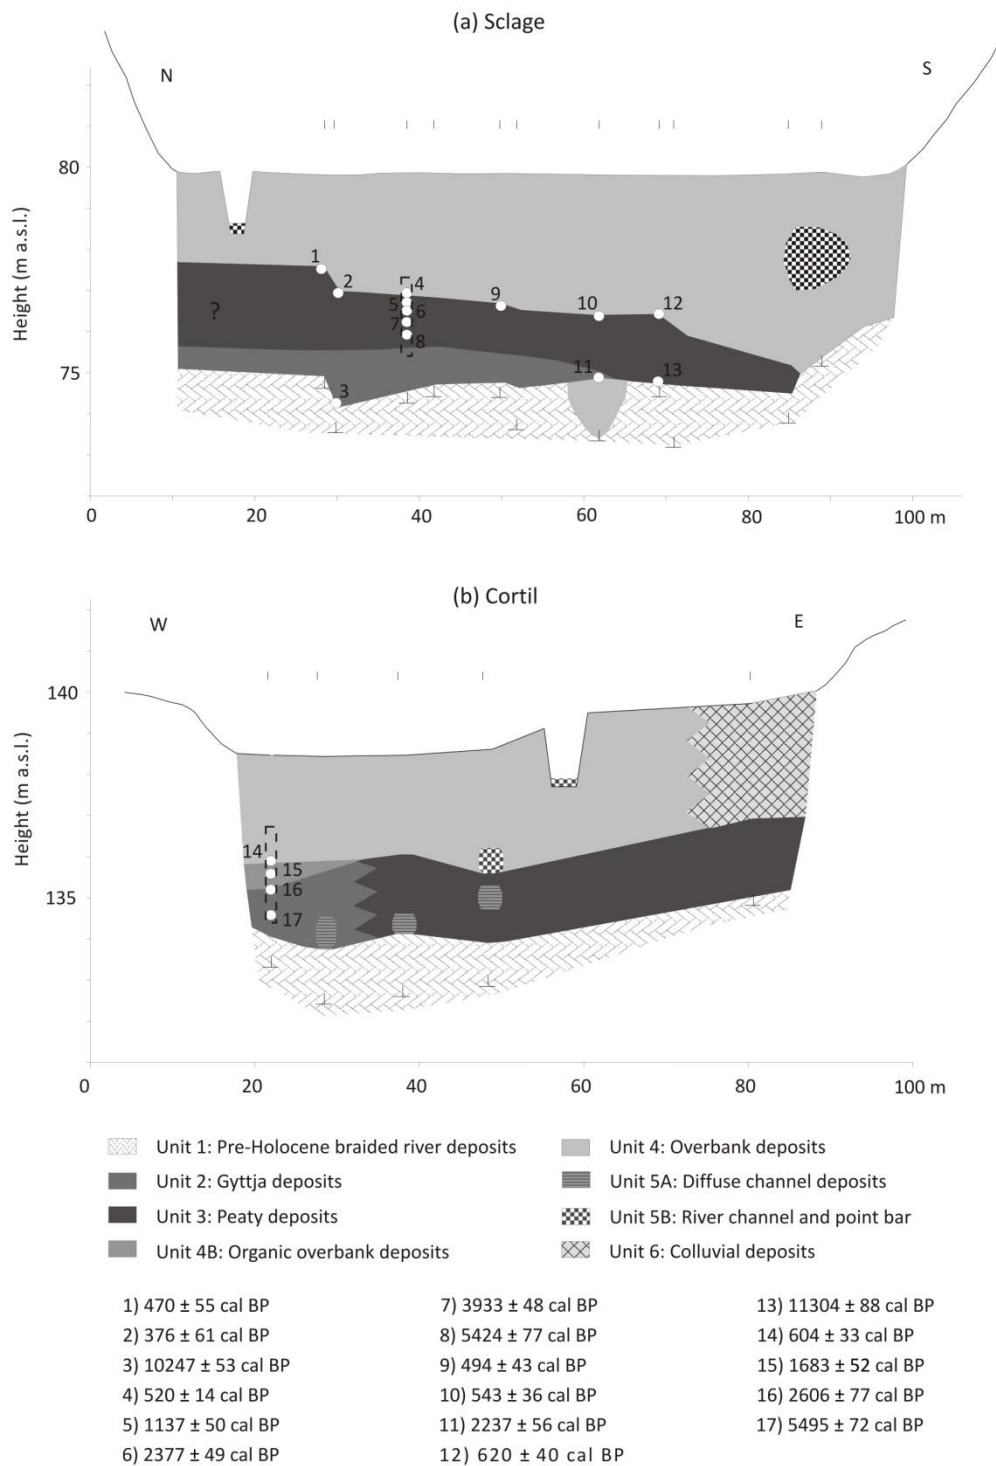 (a) Sclage
N
S
80
75
Height (m a.s.l.)
1
2
3
4
5
6
7
8
9
10
11
12
13
?
0
20
40
60
80
100 m
(b) Cortil
W
E
140
135
Height (m a.s.l.)
14
15
16
17
0
20
40
60
80
100 m
Unit 1: Pre-Holocene braided river deposits
Unit 2: Gyttja deposits
Unit 3: Peaty deposits
Unit 4B: Organic overbank deposits
Unit 4: Overbank deposits
Unit 5A: Diffuse channel deposits
Unit 5B: River channel and point bar
Unit 6: Colluvial deposits
1) 470 ± 55 cal BP
2) 376 ± 61 cal BP
3) 10247 ± 53 cal BP
4) 520 ± 14 cal BP
5) 1137 ± 50 cal BP
6) 2377 ± 49 cal BP
7) 3933 ± 48 cal BP
8) 5424 ± 77 cal BP
9) 494 ± 43 cal BP
10) 543 ± 36 cal BP
11) 2237 ± 56 cal BP
12) 620 ± 40 cal BP
13) 11304 ± 88 cal BP
14) 604 ± 33 cal BP
15) 1683 ± 52 cal BP
16) 2606 ± 77 cal BP
17) 5495 ± 72 cal BP